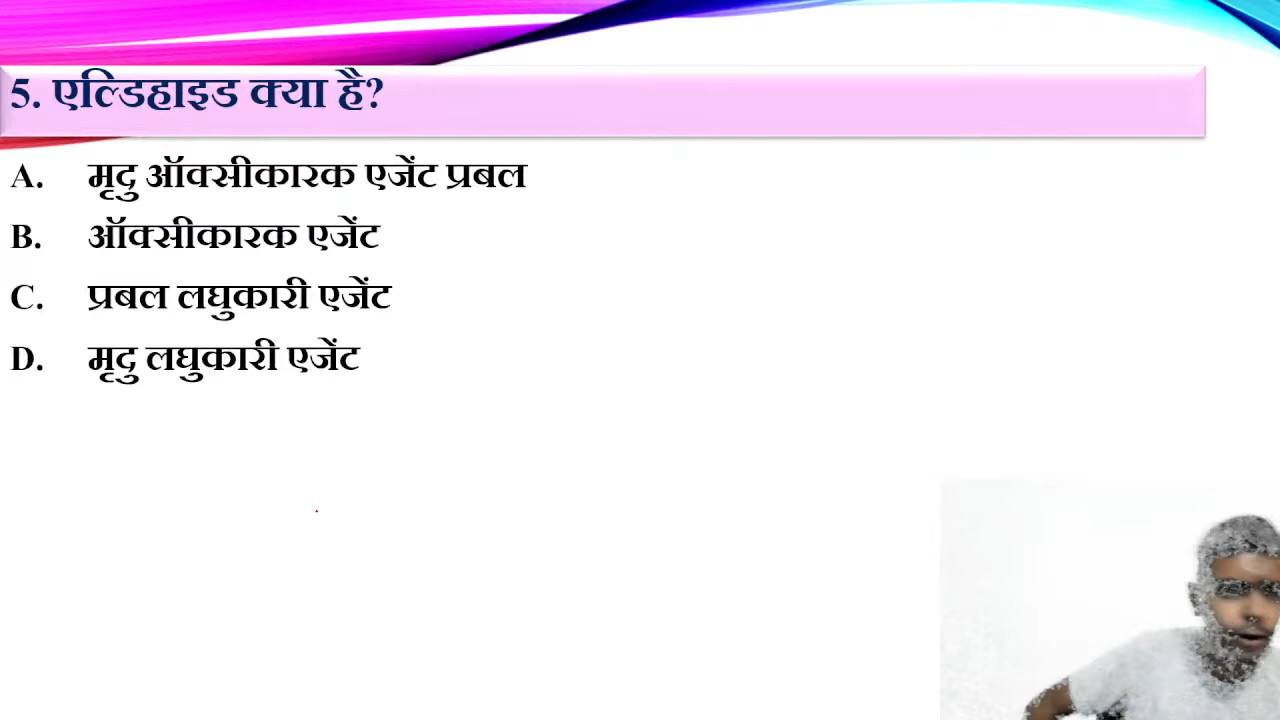 5. एल्डिहाइड क्या है?
A. मृदु ऑक्सीकारक एजेंट प्रबल
B. ऑक्सीकारक एजेंट
C. प्रबल लघुकारी एजेंट
D. मृदु लघुकारी एजेंट